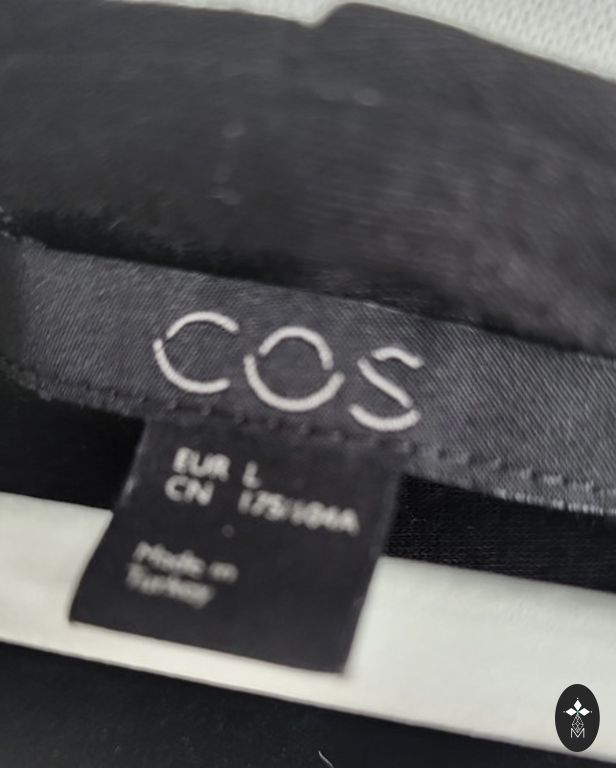 COS
EUR L
CN 175/104A
Made in
Turkey
M